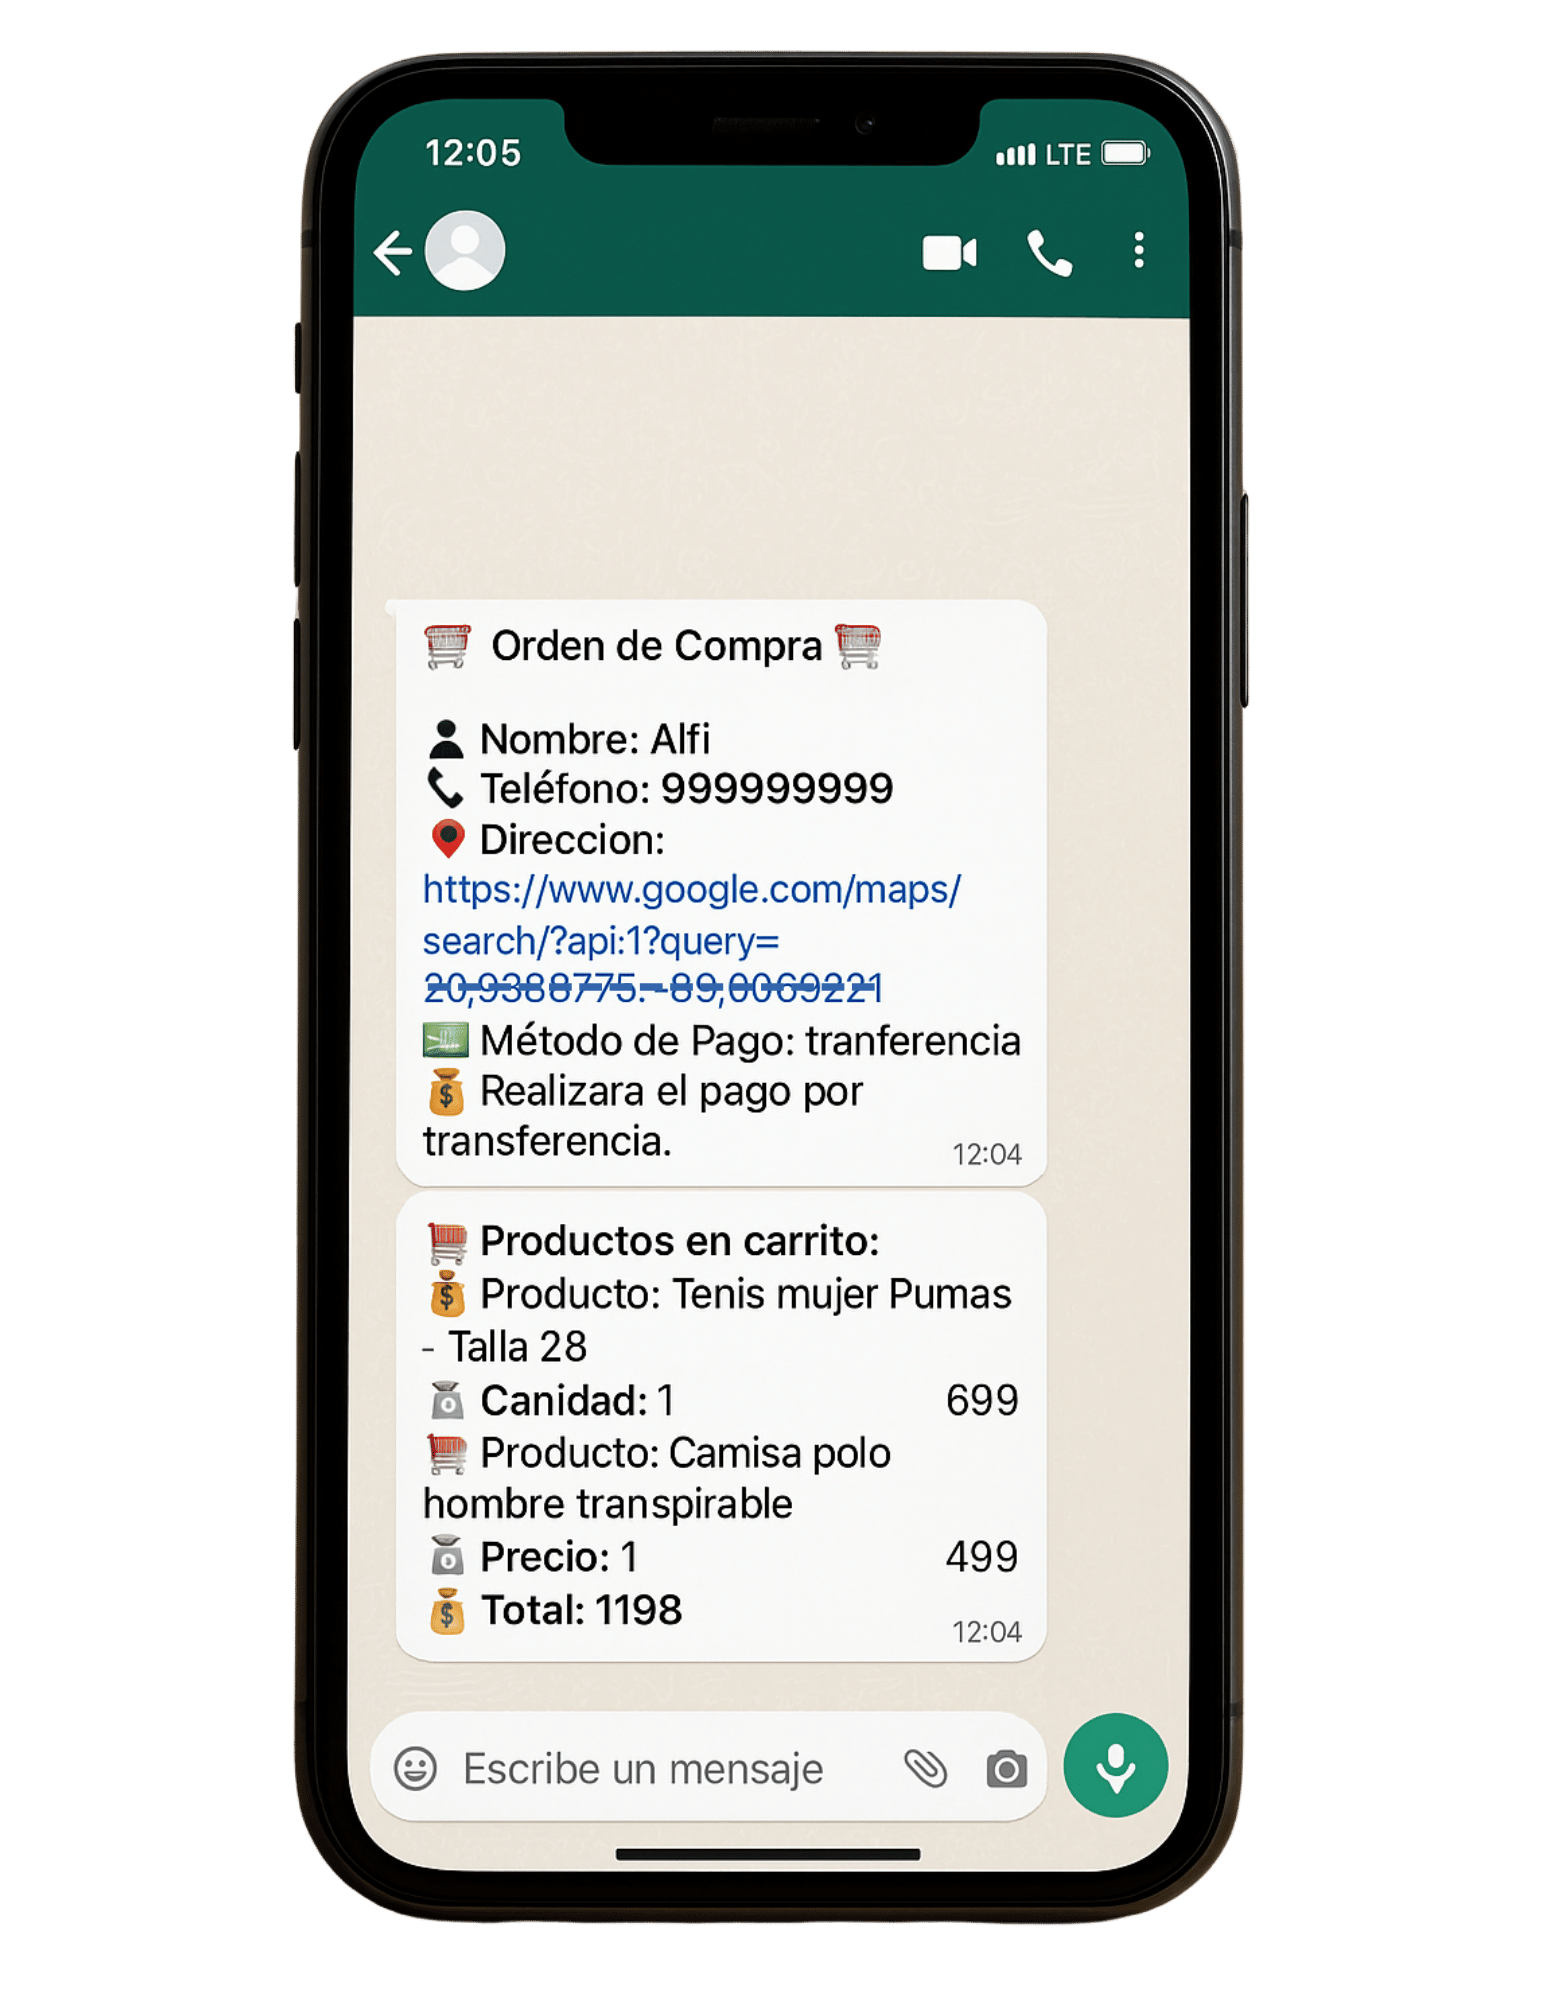 12:05
LTE
Orden de Compra
Nombre: Alfi
Teléfono: 999999999
Direccion:
https://www.google.com/maps/
search/?api:1?query=
20,9388775.-89,0069221
Método de Pago: tranferencia
Realizara el pago por
transferencia.
12:04
Productos en carrito:
Producto: Tenis mujer Pumas
- Talla 28
Canidad: 1 699
Producto: Camisa polo
hombre transpirable
Precio: 1 499
Total: 1198
12:04
Escribe un mensaje